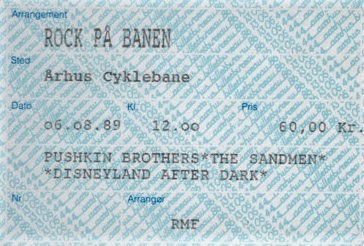 Arrangement
ROCK PÅ BANEN
Sted
Århus Cyklebane
Dato Kl. Pris
06.08.89 12.00 60,00 Kr.
PUSHKIN BROTHERS*THE SANDMEN*
*DISNEYLAND AFTER DARK*
Nr Arrangør
RMF